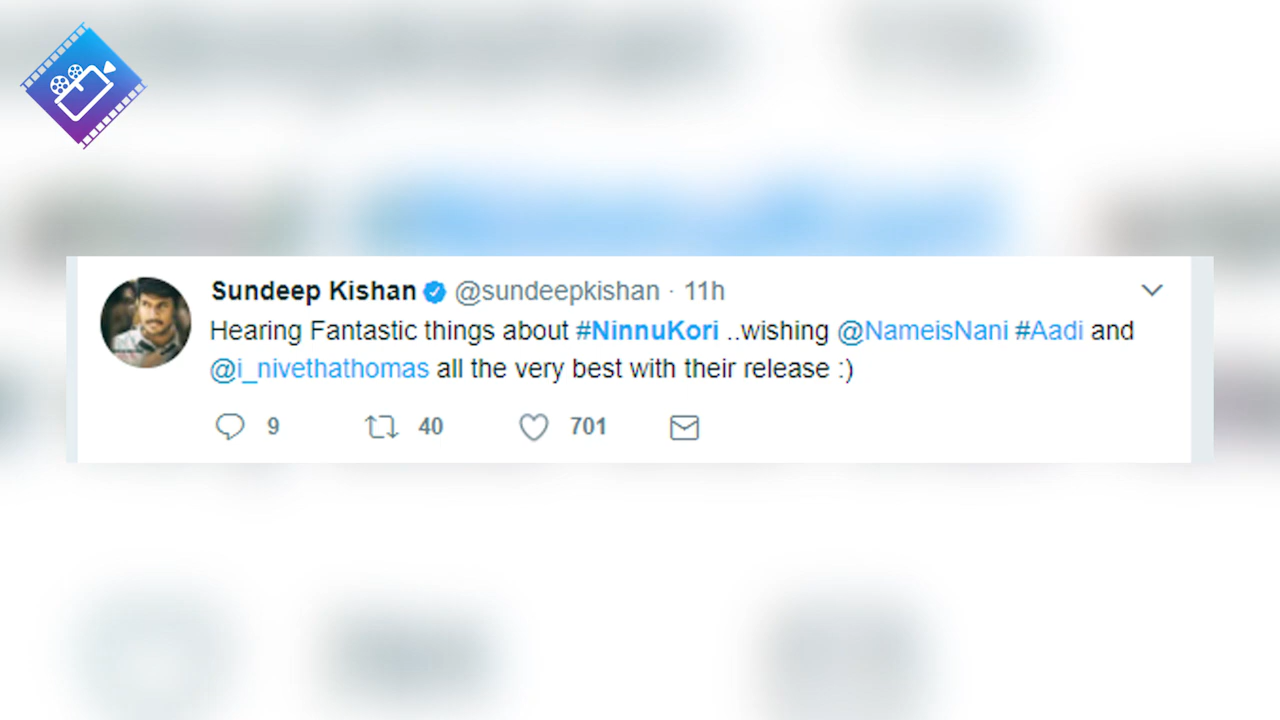 Sundeep Kishan @sundeepkishan · 11h
Hearing Fantastic things about #NinnuKori ..wishing @NameisNani #Aadi and
@i_nivethathomas all the very best with their release :)
9 40 701